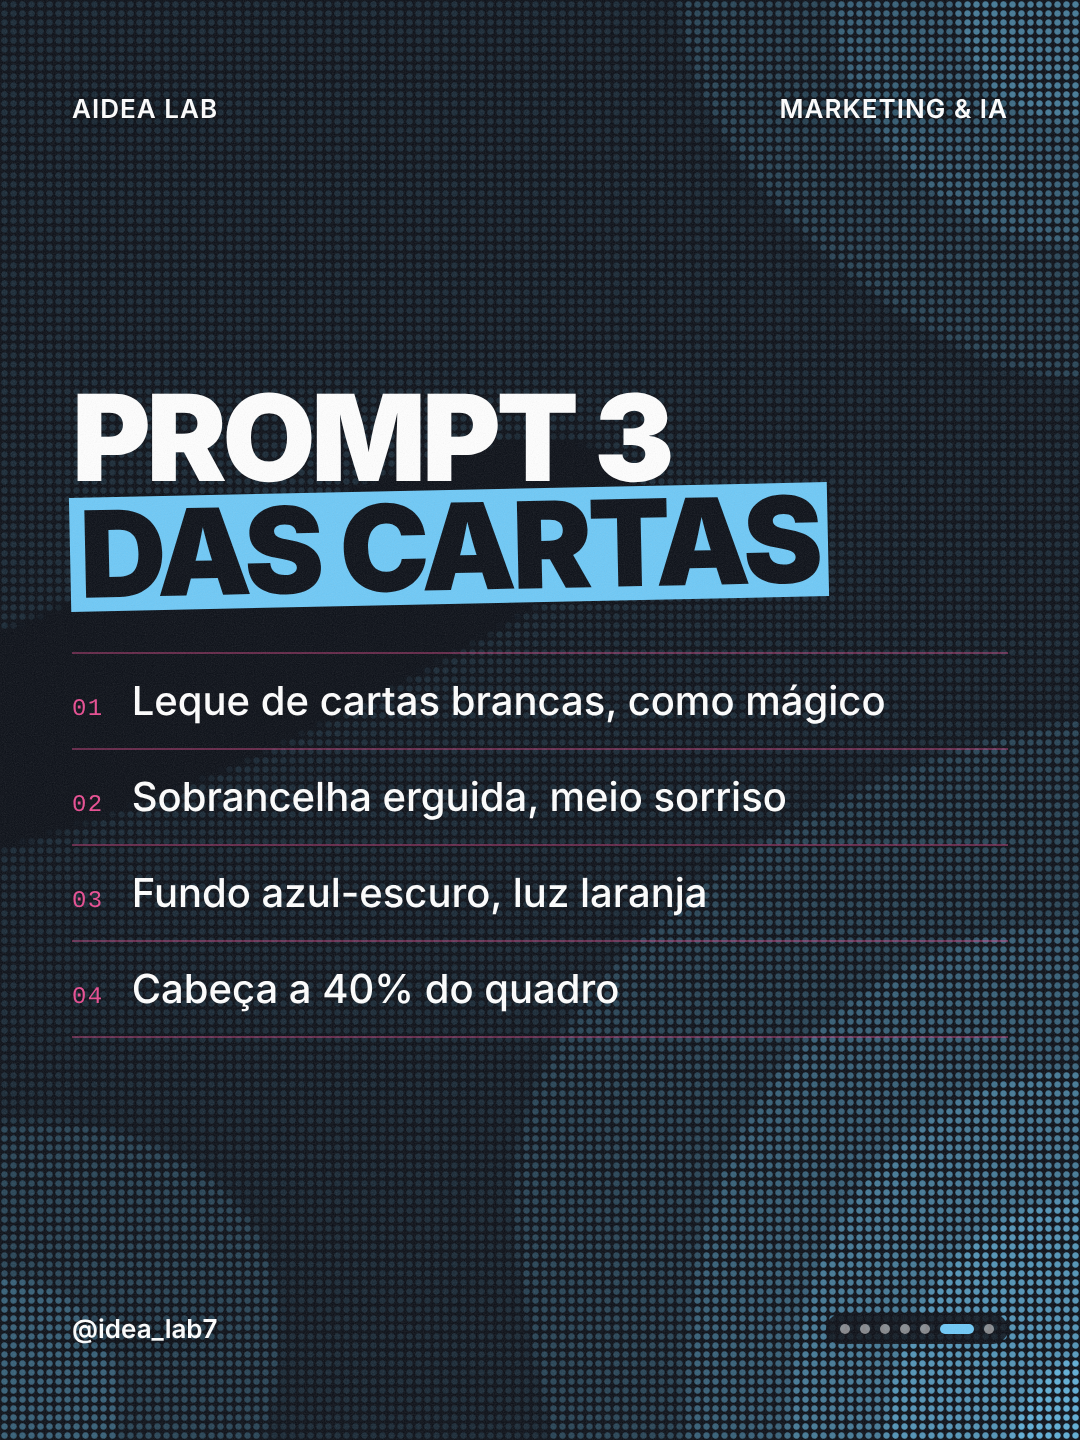 AIDEA LAB
MARKETING & IA
PROMPT 3
DAS CARTAS
01 Leque de cartas brancas, como mágico
02 Sobrancelha erguida, meio sorriso
03 Fundo azul-escuro, luz laranja
04 Cabeça a 40% do quadro
@idea_lab7